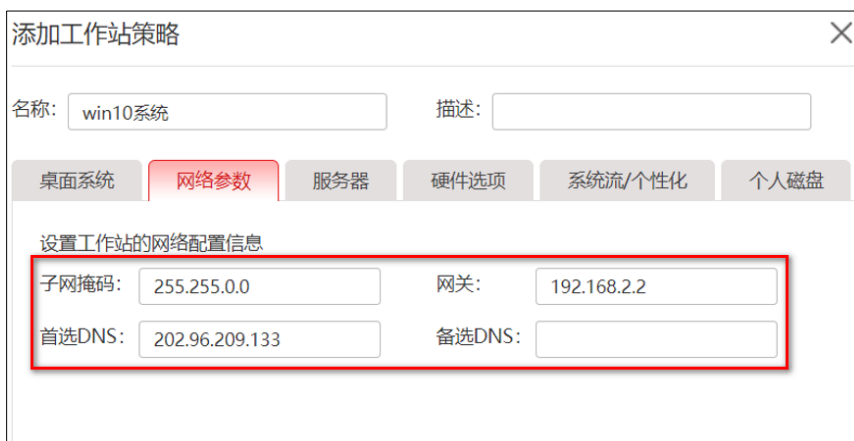 添加工作站策略
名称： win10系统 描述：
桌面系统 网络参数 服务器 硬件选项 系统流/个性化 个人磁盘
设置工作站的网络配置信息
子网掩码： 255.255.0.0 网关： 192.168.2.2
首选DNS： 202.96.209.133 备选DNS：